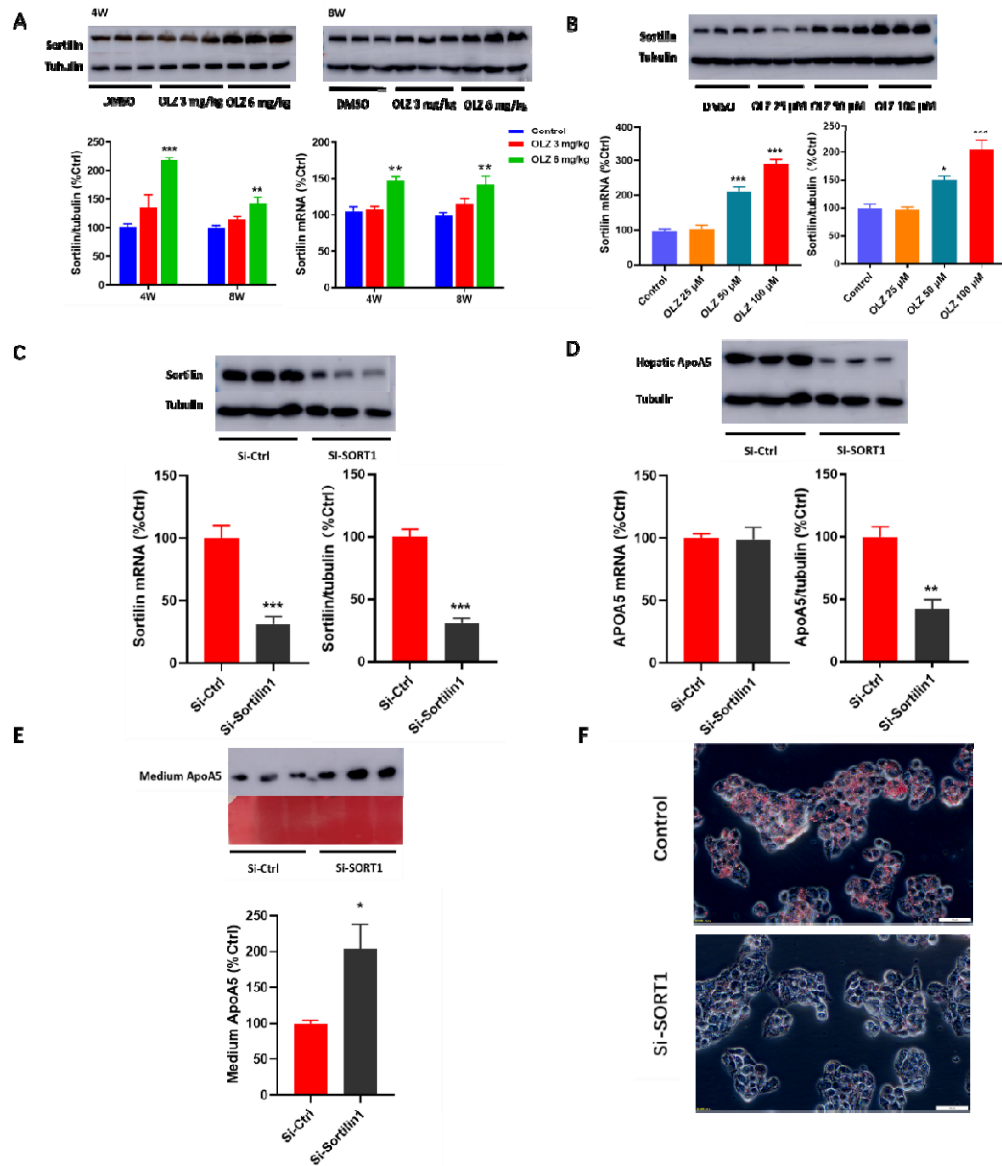 A
4W
8W
Sortilin
Tubulin
DMSO
OLZ 3 mg/kg
OLZ 6 mg/kg
DMSO
OLZ 3 mg/kg
OLZ 6 mg/kg
Sortilin/tubulin (%Ctrl)
250
200
150
100
50
0
***
**
4W
8W
Sortilin mRNA (%Ctrl)
200
150
100
50
0
**
**
4W
8W
Control
OLZ 3 mg/kg
OLZ 6 mg/kg
B
Sortilin
Tubulin
DMSO
OLZ 25 μM
OLZ 50 μM
OLZ 100 μM
Sortilin mRNA (%Ctrl)
400
300
200
100
0
***
***
Control
OLZ 25 μM
OLZ 50 μM
OLZ 100 μM
Sortilin/tubulin (%Ctrl)
250
200
150
100
50
0
*
***
Control
OLZ 25 μM
OLZ 50 μM
OLZ 100 μM
C
Sortilin
Tubulin
Si-Ctrl
Si-SORT1
Sortilin mRNA (%Ctrl)
150
100
50
0
***
Si-Ctrl
Si-Sortilin1
Sortilin/tubulin (%Ctrl)
150
100
50
0
***
Si-Ctrl
Si-Sortilin1
D
Hepatic ApoA5
Tubulin
Si-Ctrl
Si-SORT1
APOA5 mRNA (%Ctrl)
150
100
50
0
Si-Ctrl
Si-Sortilin1
ApoA5/tubulin (%Ctrl)
150
100
50
0
**
Si-Ctrl
Si-Sortilin1
E
Medium ApoA5
Si-Ctrl
Si-SORT1
Medium ApoA5 (%Ctrl)
250
200
150
100
50
0
*
Si-Ctrl
Si-Sortilin1
F
Control
Si-SORT1